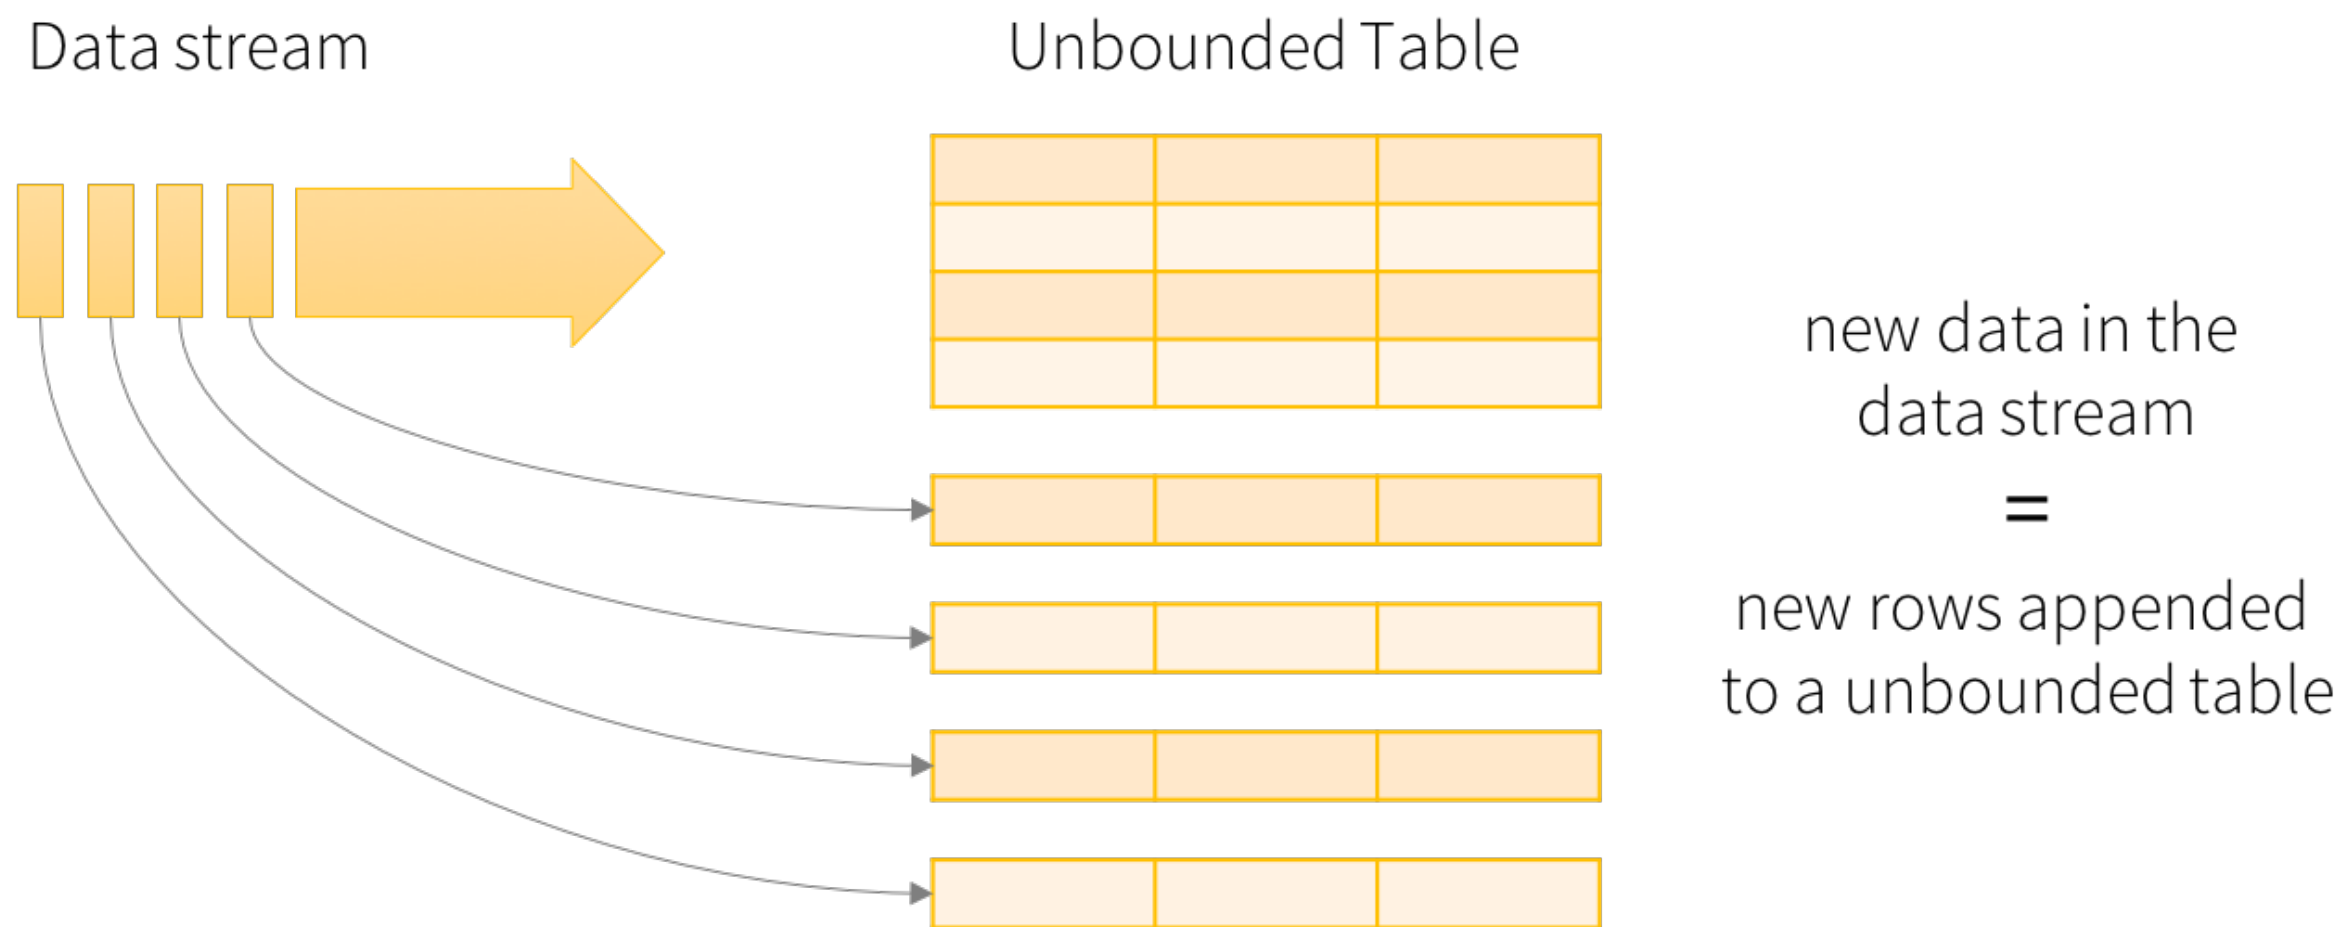 Data stream
Unbounded Table
new data in the
data stream
=
new rows appended
to a unbounded table